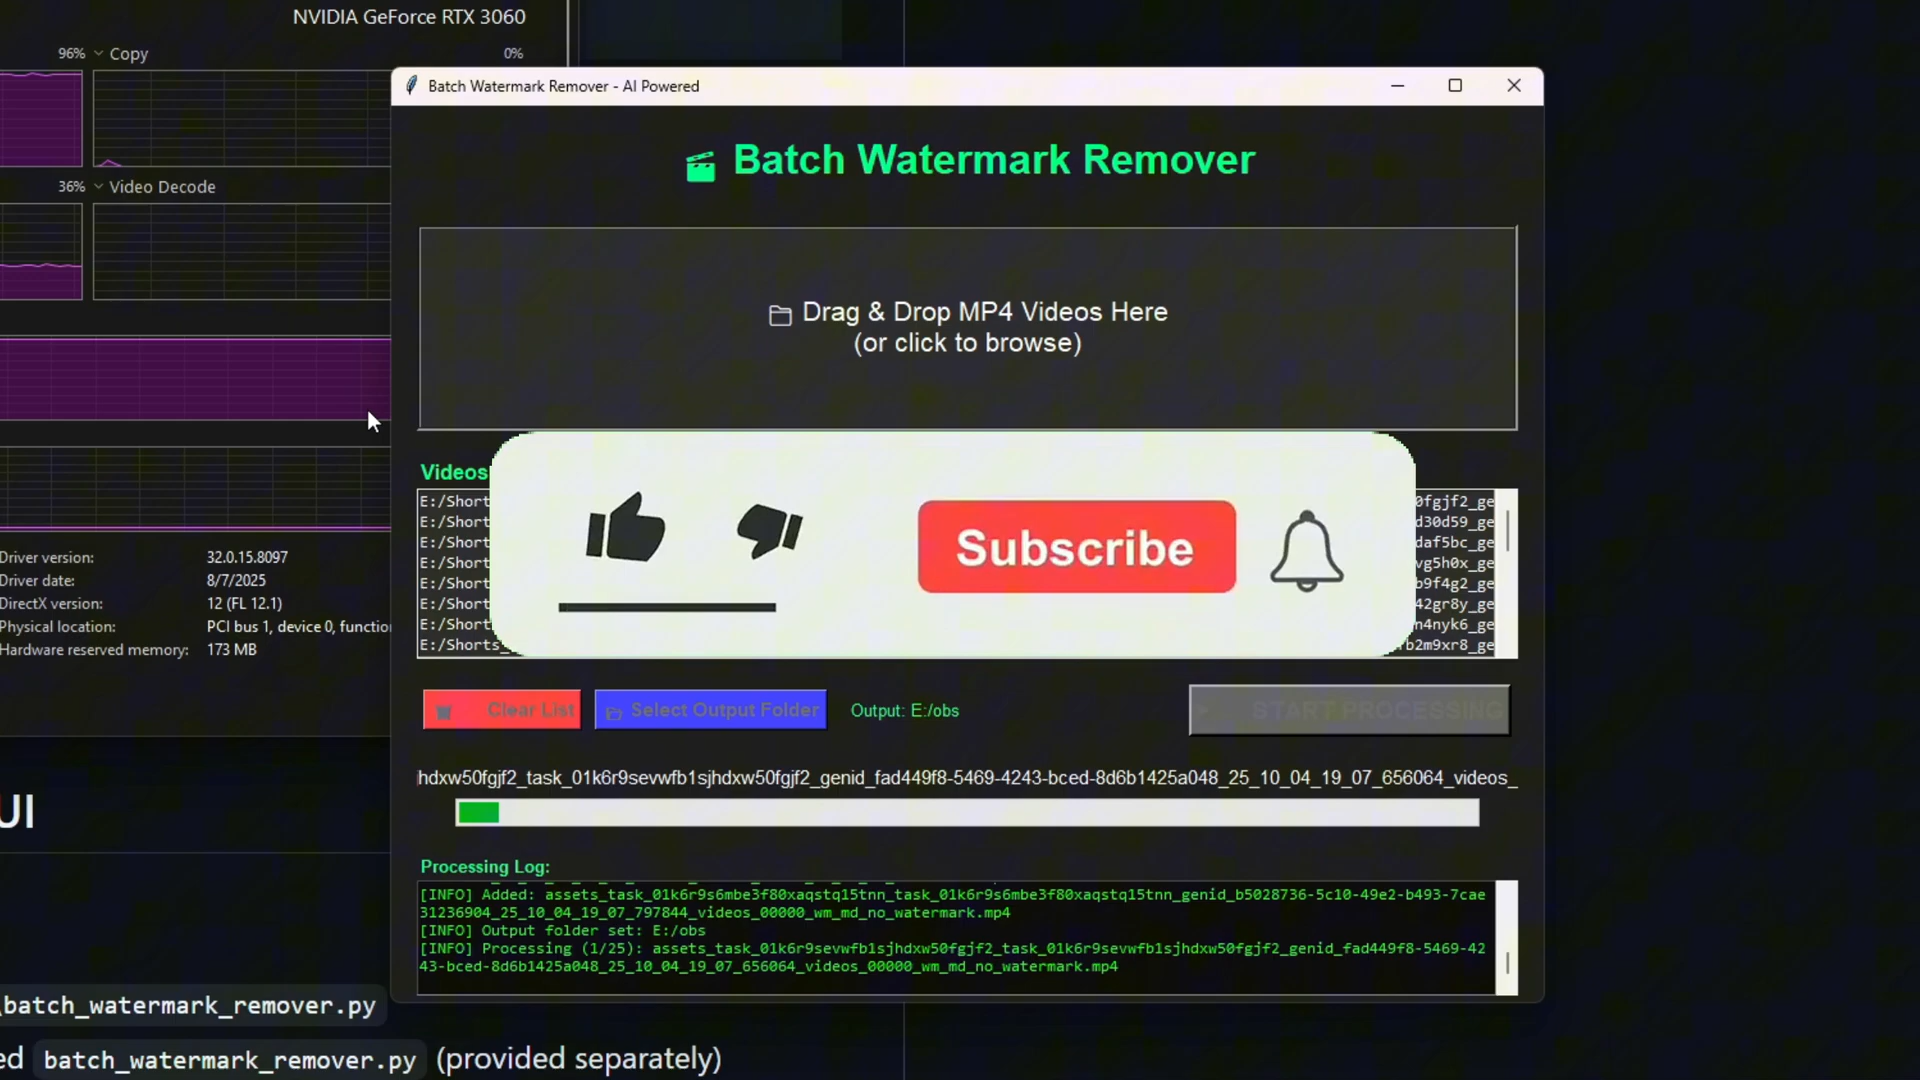 NVIDIA GeForce RTX 3060
96% Copy 0%
Batch Watermark Remover - AI Powered
Batch Watermark Remover
36% Video Decode
Drag & Drop MP4 Videos Here
(or click to browse)
Videos
E:/Short 0fgjf2_ge
E:/Short d30d59_ge
E:/Short daf5bc_ge
E:/Short vg5h0x_ge
E:/Short b9f4g2_ge
E:/Short 42gr8y_ge
E:/Short n4nyk6_ge
E:/Shorts_ b2m9xr8_ge
Subscribe
Driver version: 32.0.15.8097
Driver date: 8/7/2025
DirectX version: 12 (FL 12.1)
Physical location: PCI bus 1, device 0, functio
Hardware reserved memory: 173 MB
Clear List Select Output Folder Output: E:/obs START PROCESSING
hdxw50fgjf2_task_01k6r9sevwfb1sjhdxw50fgjf2_genid_fad449f8-5469-4243-bced-8d6b1425a048_25_10_04_19_07_656064_videos_
UI
Processing Log:
[INFO] Added: assets_task_01k6r9s6mbe3f80xaqstq15tnn_task_01k6r9s6mbe3f80xaqstq15tnn_genid_b5028736-5c10-49e2-b493-7cae
31236904_25_10_04_19_07_797844_videos_00000_wm_md_no_watermark.mp4
[INFO] Output folder set: E:/obs
[INFO] Processing (1/25): assets_task_01k6r9sevwfb1sjhdxw50fgjf2_task_01k6r9sevwfb1sjhdxw50fgjf2_genid_fad449f8-5469-42
43-bced-8d6b1425a048_25_10_04_19_07_656064_videos_00000_wm_md_no_watermark.mp4
\batch_watermark_remover.py
ed batch_watermark_remover.py (provided separately)